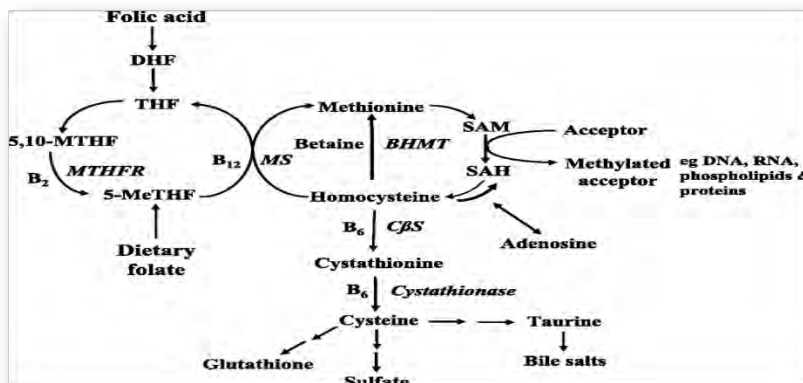 Folic acid
DHF
THF
5,10-MTHF
MTHFR
B2
5-MeTHF
Dietary
folate
B12
MS
Methionine
Betaine
BHMT
Homocysteine
SAM
SAH
Acceptor
Methylated
acceptor
eg DNA, RNA,
phospholipids &
proteins
Adenosine
B6
CβS
Cystathionine
B6
Cystathionase
Cysteine
Taurine
Glutathione
Bile salts
Sulfate